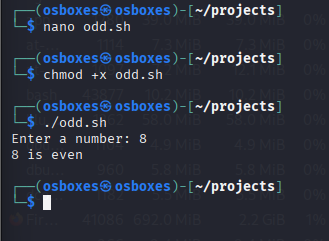 ┌──(osboxes㉿osboxes)-[~/projects]
└─$ nano odd.sh
┌──(osboxes㉿osboxes)-[~/projects]
└─$ chmod +x odd.sh
┌──(osboxes㉿osboxes)-[~/projects]
└─$ ./odd.sh
Enter a number: 8
8 is even
┌──(osboxes㉿osboxes)-[~/projects]
└─$